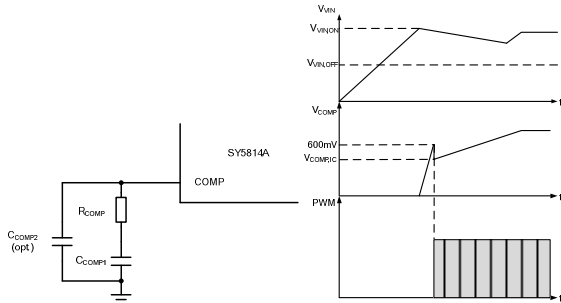 SY5814A
COMP
RCOMP
CCOMP2
(opt.)
CCOMP1
VVIN
VVIN,ON
VVIN,OFF
t
VCOMP
600mV
VCOMP,IC
t
PWM
t